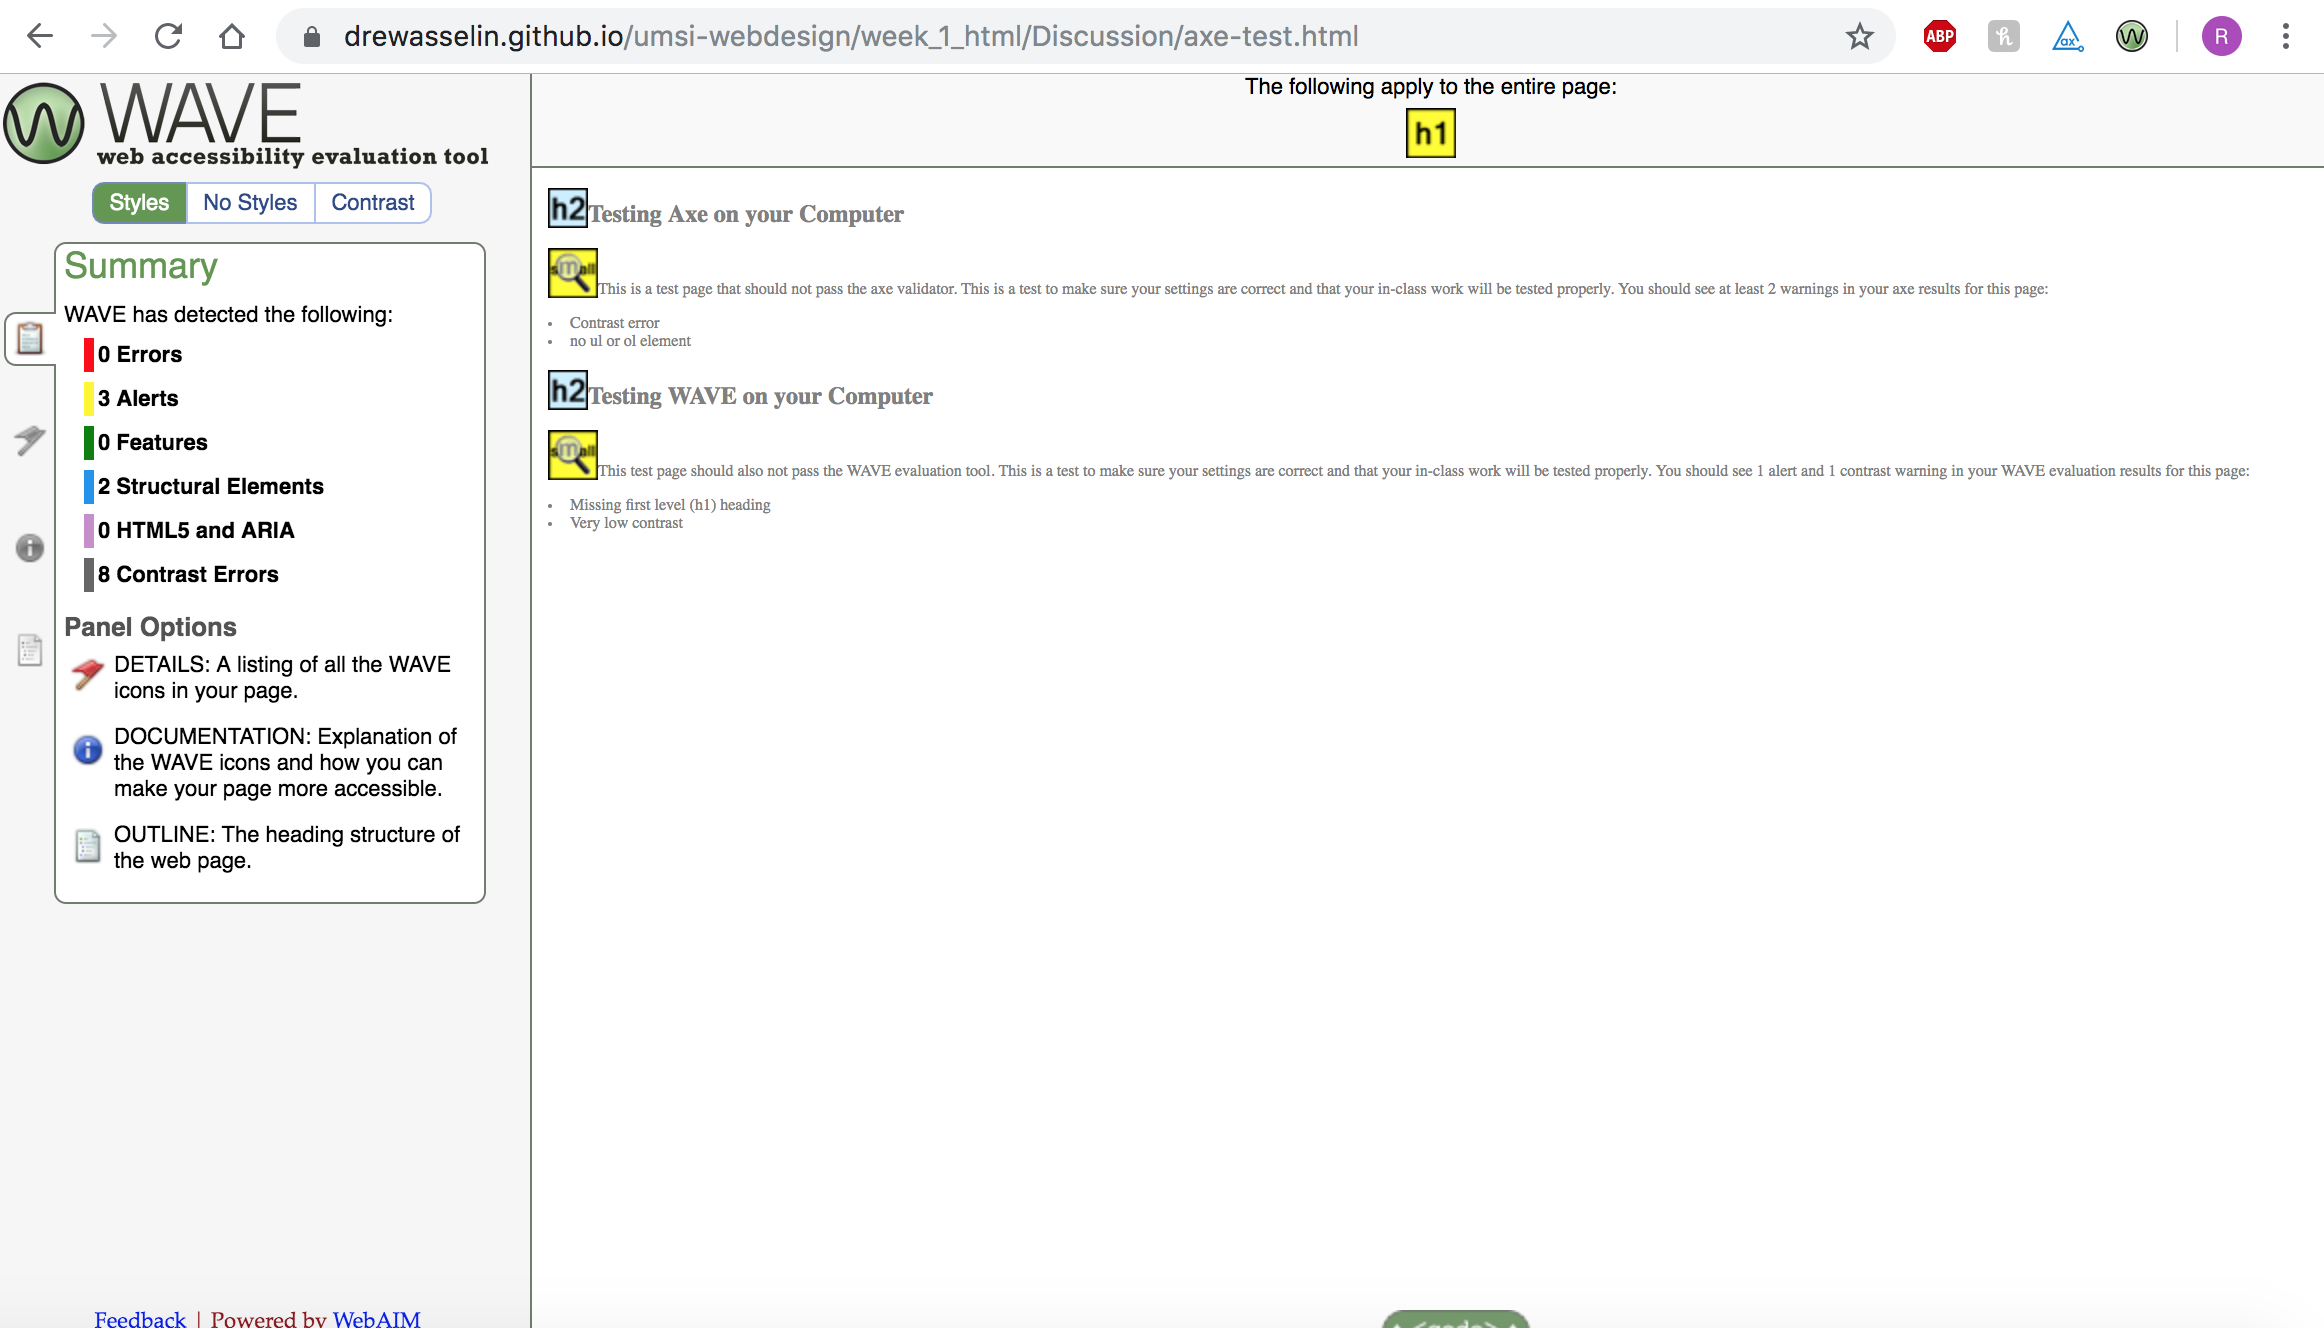 drewasselin.github.io/umsi-webdesign/week_1_html/Discussion/axe-test.html
ABP
h
ax
R
WAVE
web accessibility evaluation tool
Styles
No Styles
Contrast
Summary
WAVE has detected the following:
0 Errors
3 Alerts
0 Features
2 Structural Elements
0 HTML5 and ARIA
8 Contrast Errors
Panel Options
DETAILS: A listing of all the WAVE
icons in your page.
DOCUMENTATION: Explanation of
the WAVE icons and how you can
make your page more accessible.
OUTLINE: The heading structure of
the web page.
Feedback | Powered by WebAIM
The following apply to the entire page:
h1
h2 Testing Axe on your Computer
small This is a test page that should not pass the axe validator. This is a test to make sure your settings are correct and that your in-class work will be tested properly. You should see at least 2 warnings in your axe results for this page:
• Contrast error
• no ul or ol element
h2 Testing WAVE on your Computer
small This test page should also not pass the WAVE evaluation tool. This is a test to make sure your settings are correct and that your in-class work will be tested properly. You should see 1 alert and 1 contrast warning in your WAVE evaluation results for this page:
• Missing first level (h1) heading
• Very low contrast